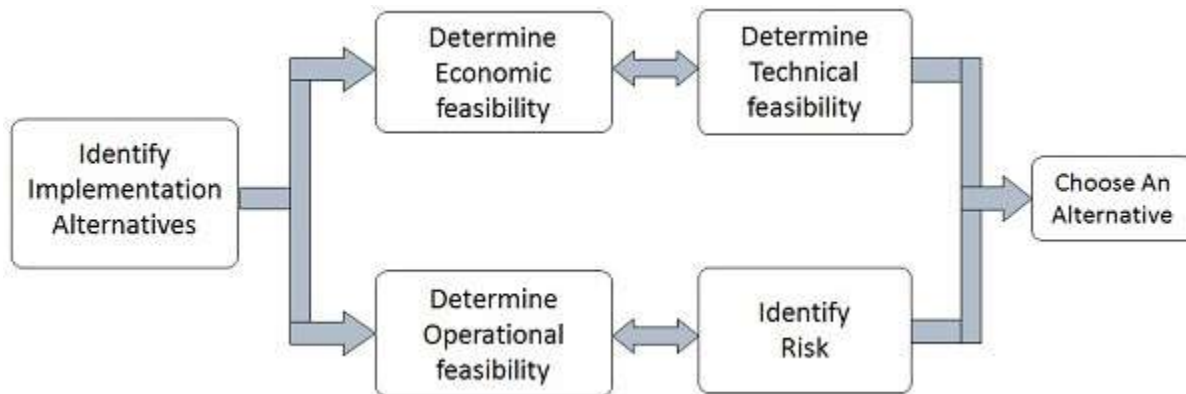 Identify
Implementation
Alternatives
Determine
Economic
feasibility
Determine
Technical
feasibility
Determine
Operational
feasibility
Identify
Risk
Choose An
Alternative